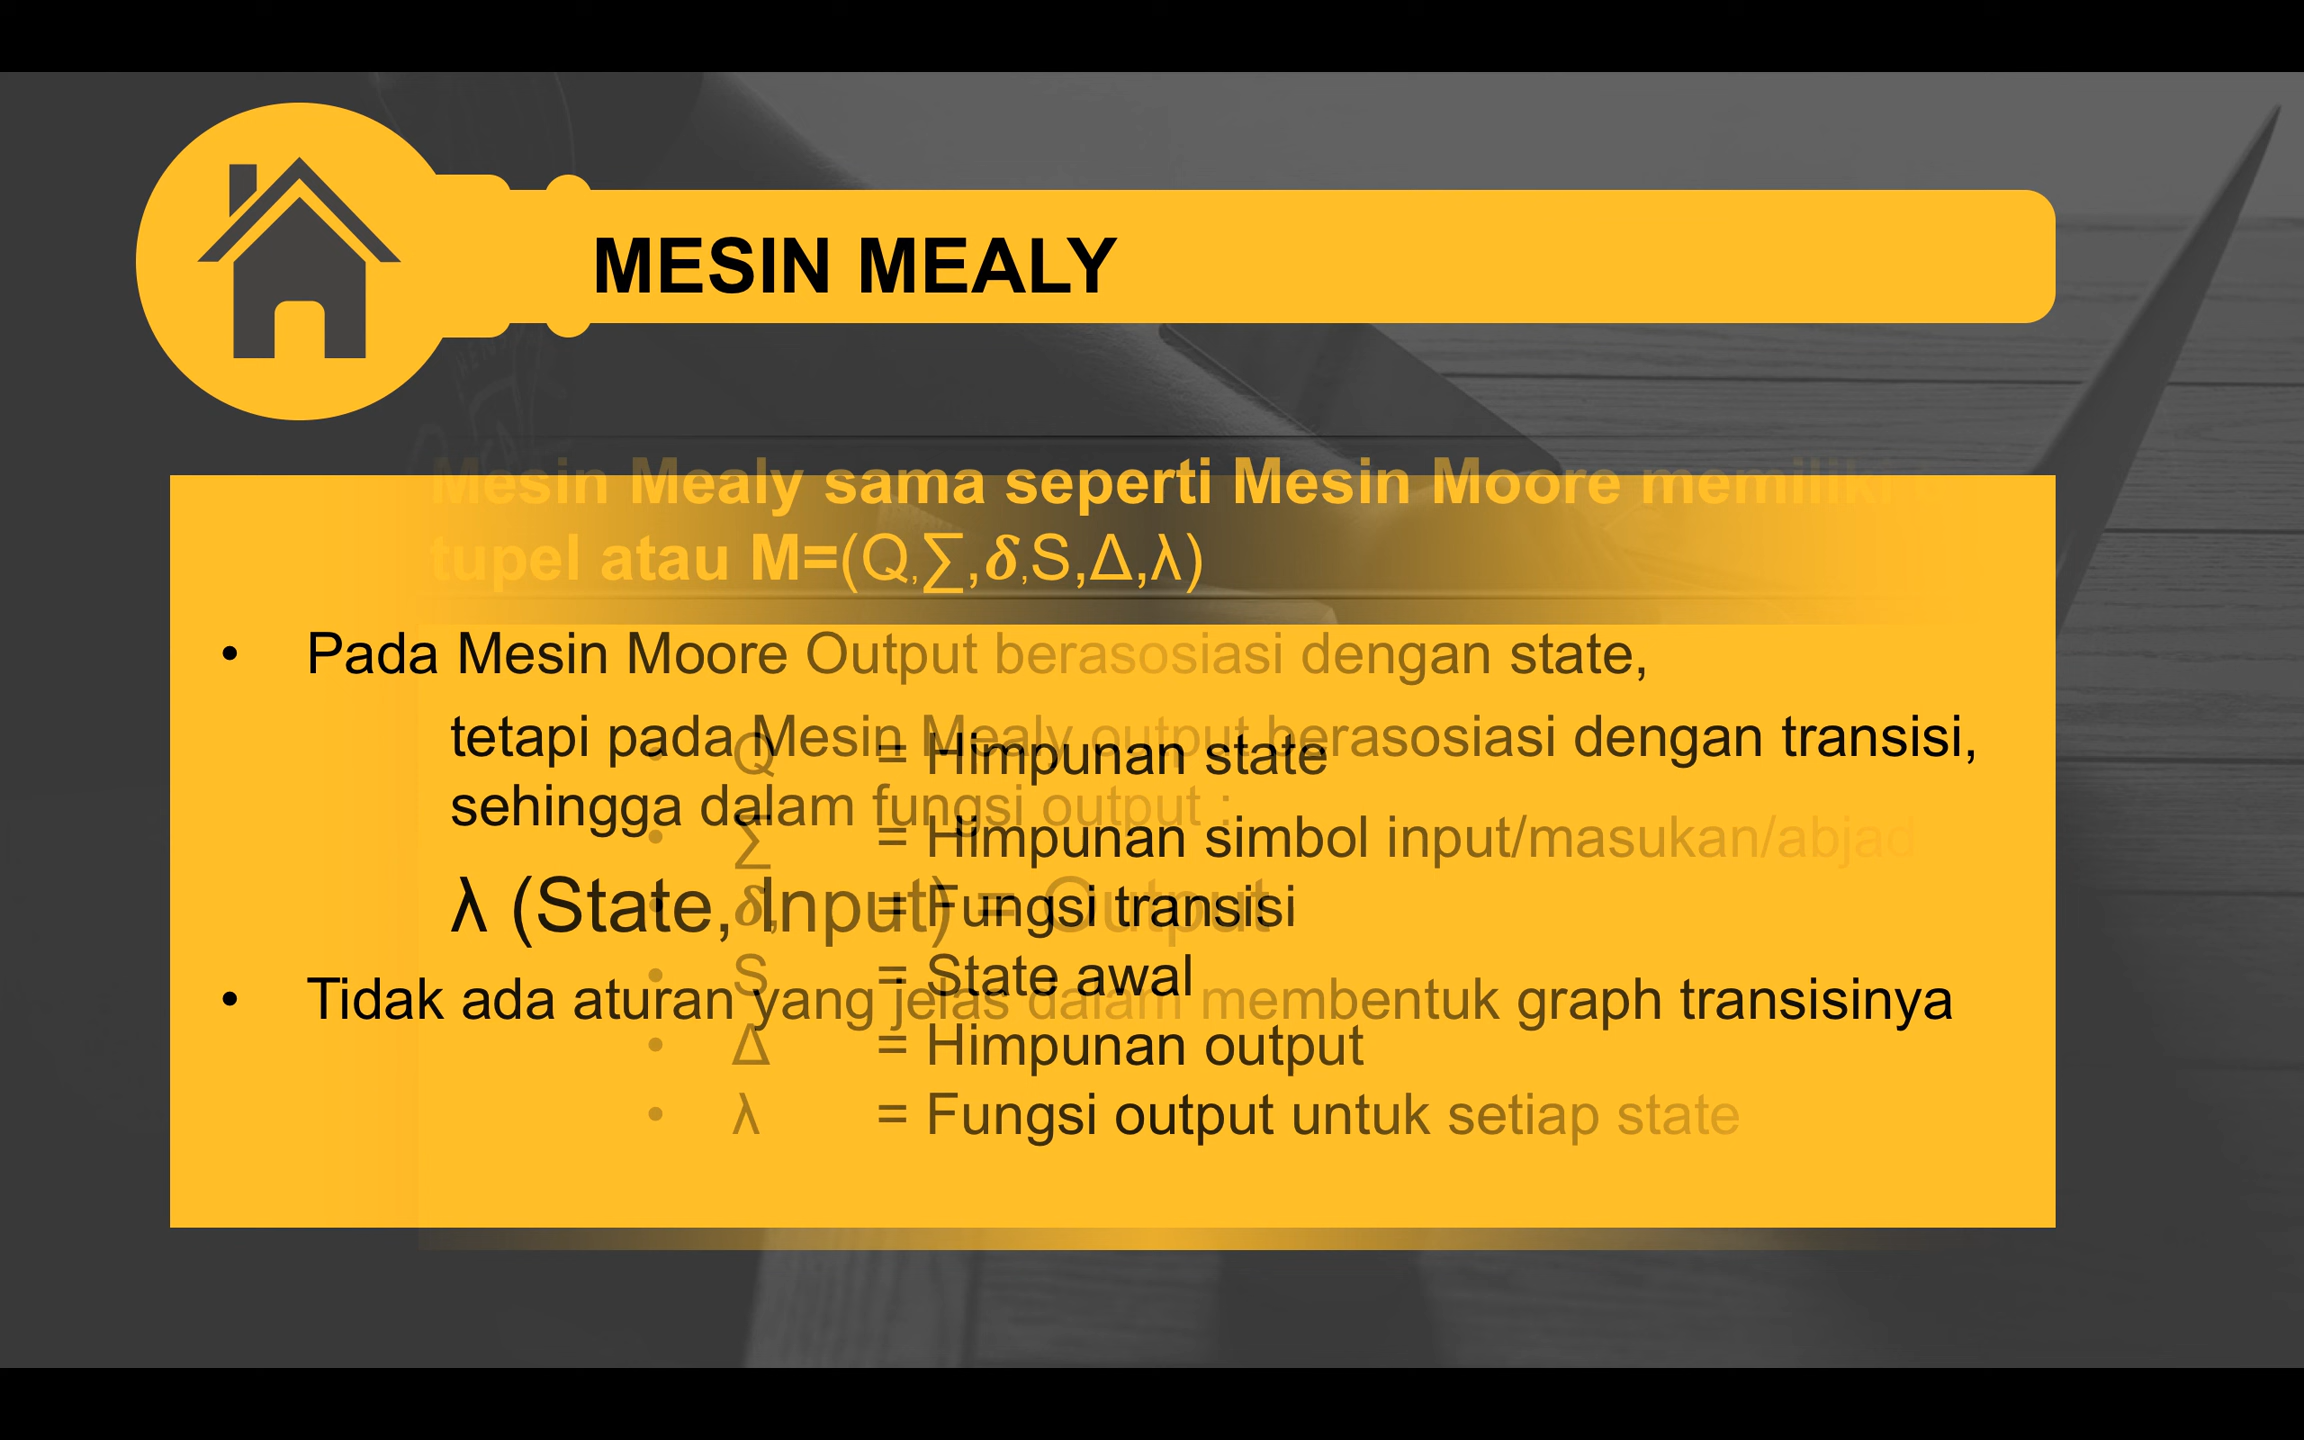 MESIN MEALY
Mesin Mealy sama seperti Mesin Moore memiliki
tupel atau M=(Q,∑,𝜹,S,Δ,λ)
• Pada Mesin Moore Output berasosiasi dengan state,
tetapi pada Mesin Mealy output berasosiasi dengan transisi,
sehingga dalam fungsi output :
λ (State, Input) = Output
• Tidak ada aturan yang jelas dalam membentuk graph transisinya
• Q = Himpunan state
• ∑ = Himpunan simbol input/masukan/abjad
• 𝜹, = Fungsi transisi
• S = State awal
• Δ = Himpunan output
• λ = Fungsi output untuk setiap state